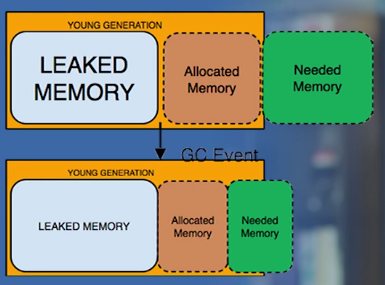 YOUNG GENERATION
LEAKED
MEMORY
Allocated
Memory
Needed
Memory
GC Event
YOUNG GENERATION
LEAKED MEMORY
Allocated
Memory
Needed
Memory